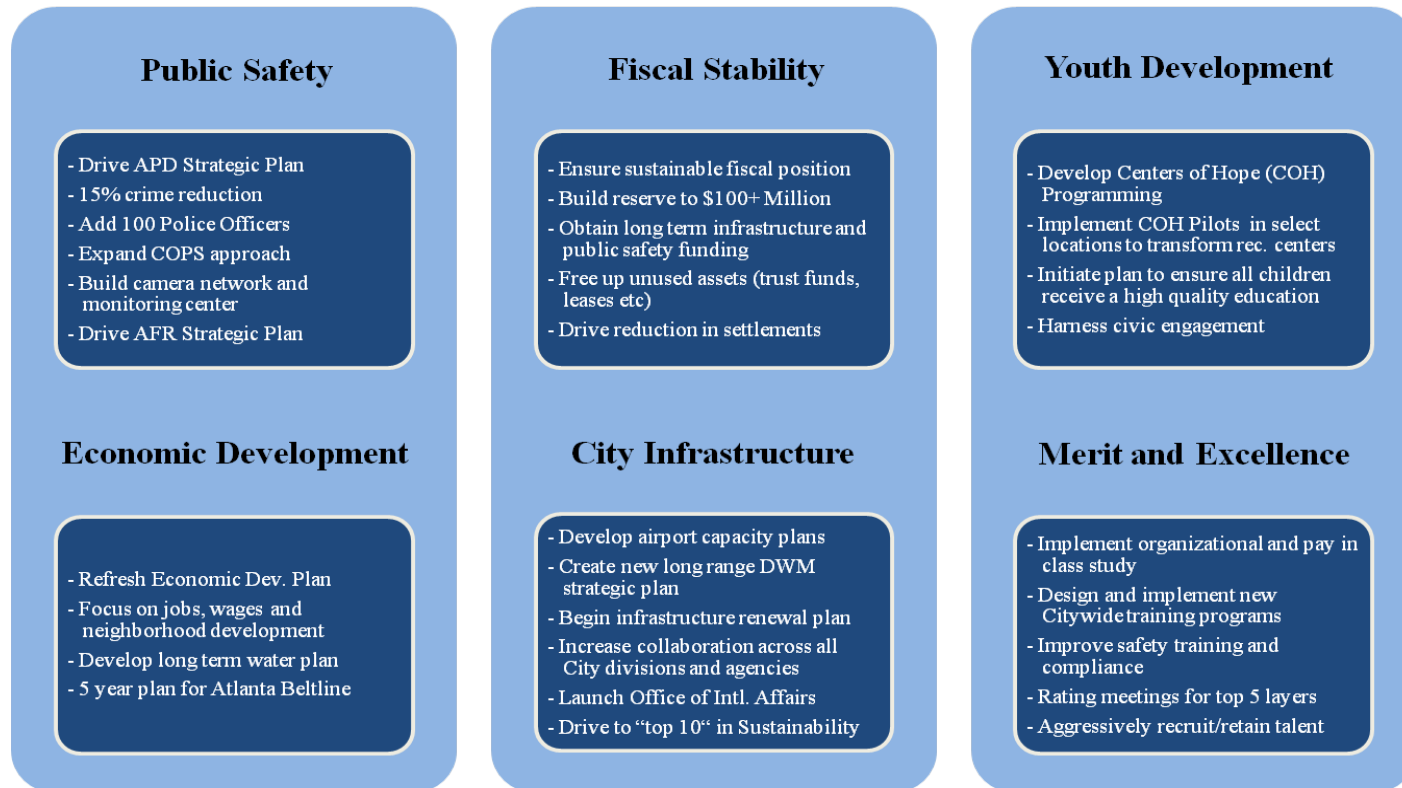 Public Safety
- Drive APD Strategic Plan
- 15% crime reduction
- Add 100 Police Officers
- Expand COPS approach
- Build camera network and
monitoring center
- Drive AFR Strategic Plan
Economic Development
- Refresh Economic Dev. Plan
- Focus on jobs, wages and
neighborhood development
- Develop long term water plan
- 5 year plan for Atlanta Beltline
Fiscal Stability
- Ensure sustainable fiscal position
- Build reserve to $100+ Million
- Obtain long term infrastructure and
public safety funding
- Free up unused assets (trust funds,
leases etc)
- Drive reduction in settlements
City Infrastructure
- Develop airport capacity plans
- Create new long range DWM
strategic plan
- Begin infrastructure renewal plan
- Increase collaboration across all
City divisions and agencies
- Launch Office of Intl. Affairs
- Drive to “top 10“ in Sustainability
Youth Development
- Develop Centers of Hope (COH)
Programming
- Implement COH Pilots in select
locations to transform rec. centers
- Initiate plan to ensure all children
receive a high quality education
- Harness civic engagement
Merit and Excellence
- Implement organizational and pay in
class study
- Design and implement new
Citywide training programs
- Improve safety training and
compliance
- Rating meetings for top 5 layers
- Aggressively recruit/retain talent